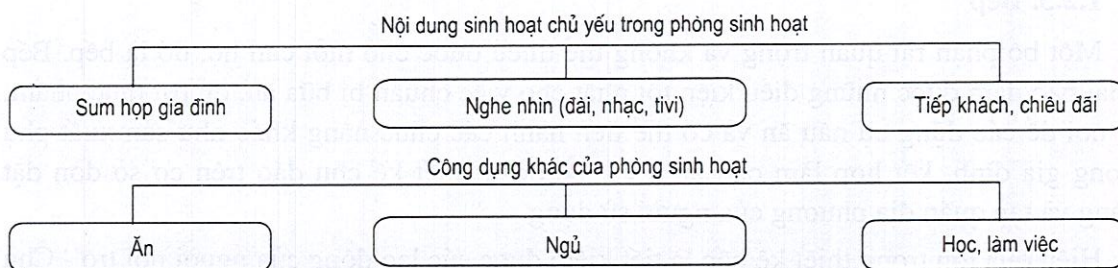 Nội dung sinh hoạt chủ yếu trong phòng sinh hoạt
Sum họp gia đình
Nghe nhìn (đài, nhạc, tivi)
Tiếp khách, chiêu đãi
Công dụng khác của phòng sinh hoạt
Ăn
Ngủ
Học, làm việc